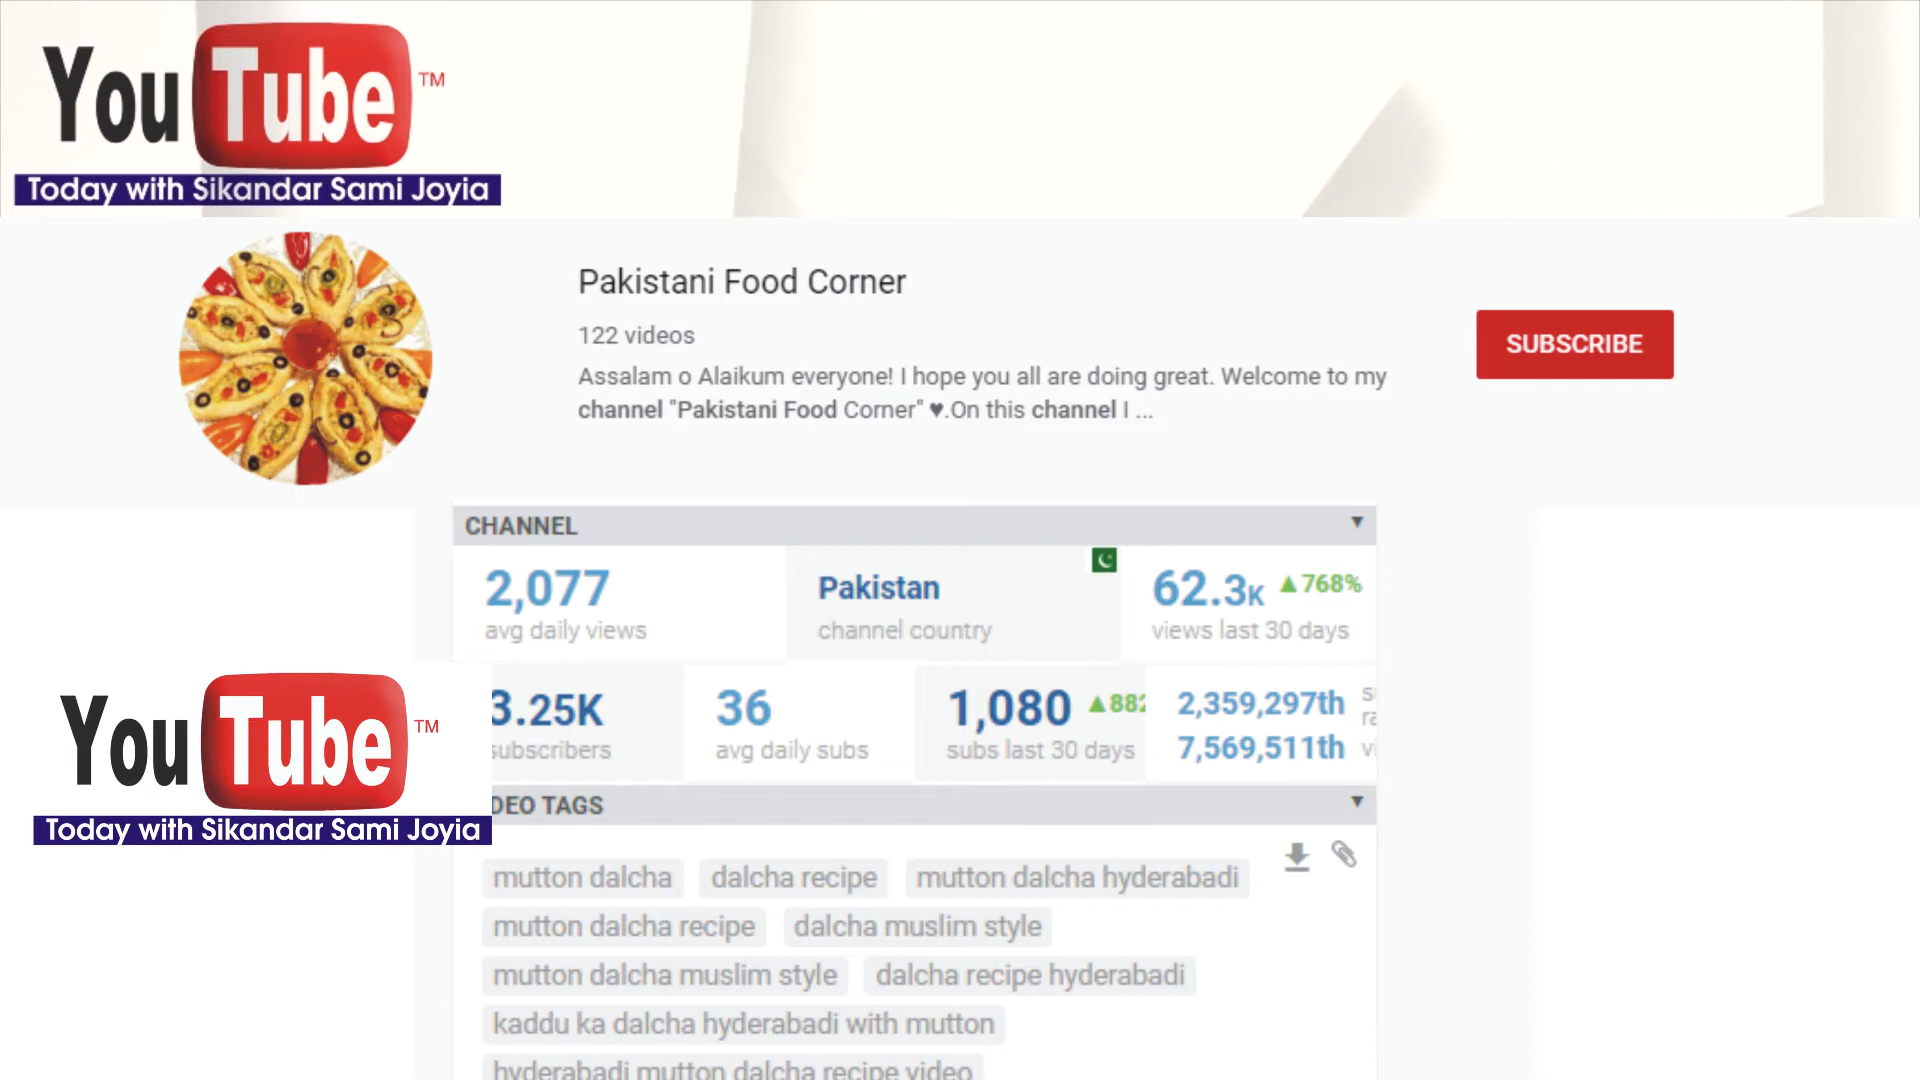 YouTube™
Today with Sikandar Sami Joyia
Pakistani Food Corner
122 videos
Assalam o Alaikum everyone! I hope you all are doing great. Welcome to my
channel "Pakistani Food Corner" ♥.On this channel I ...
SUBSCRIBE
CHANNEL ▼
2,077
avg daily views
Pakistan
channel country
62.3K ▲768%
views last 30 days
3.25K
subscribers
36
avg daily subs
1,080 ▲882
subs last 30 days
2,359,297th
7,569,511th
YouTube™
Today with Sikandar Sami Joyia
DEO TAGS ▼
mutton dalcha dalcha recipe mutton dalcha hyderabadi
mutton dalcha recipe dalcha muslim style
mutton dalcha muslim style dalcha recipe hyderabadi
kaddu ka dalcha hyderabadi with mutton
hyderabadi mutton dalcha recipe video